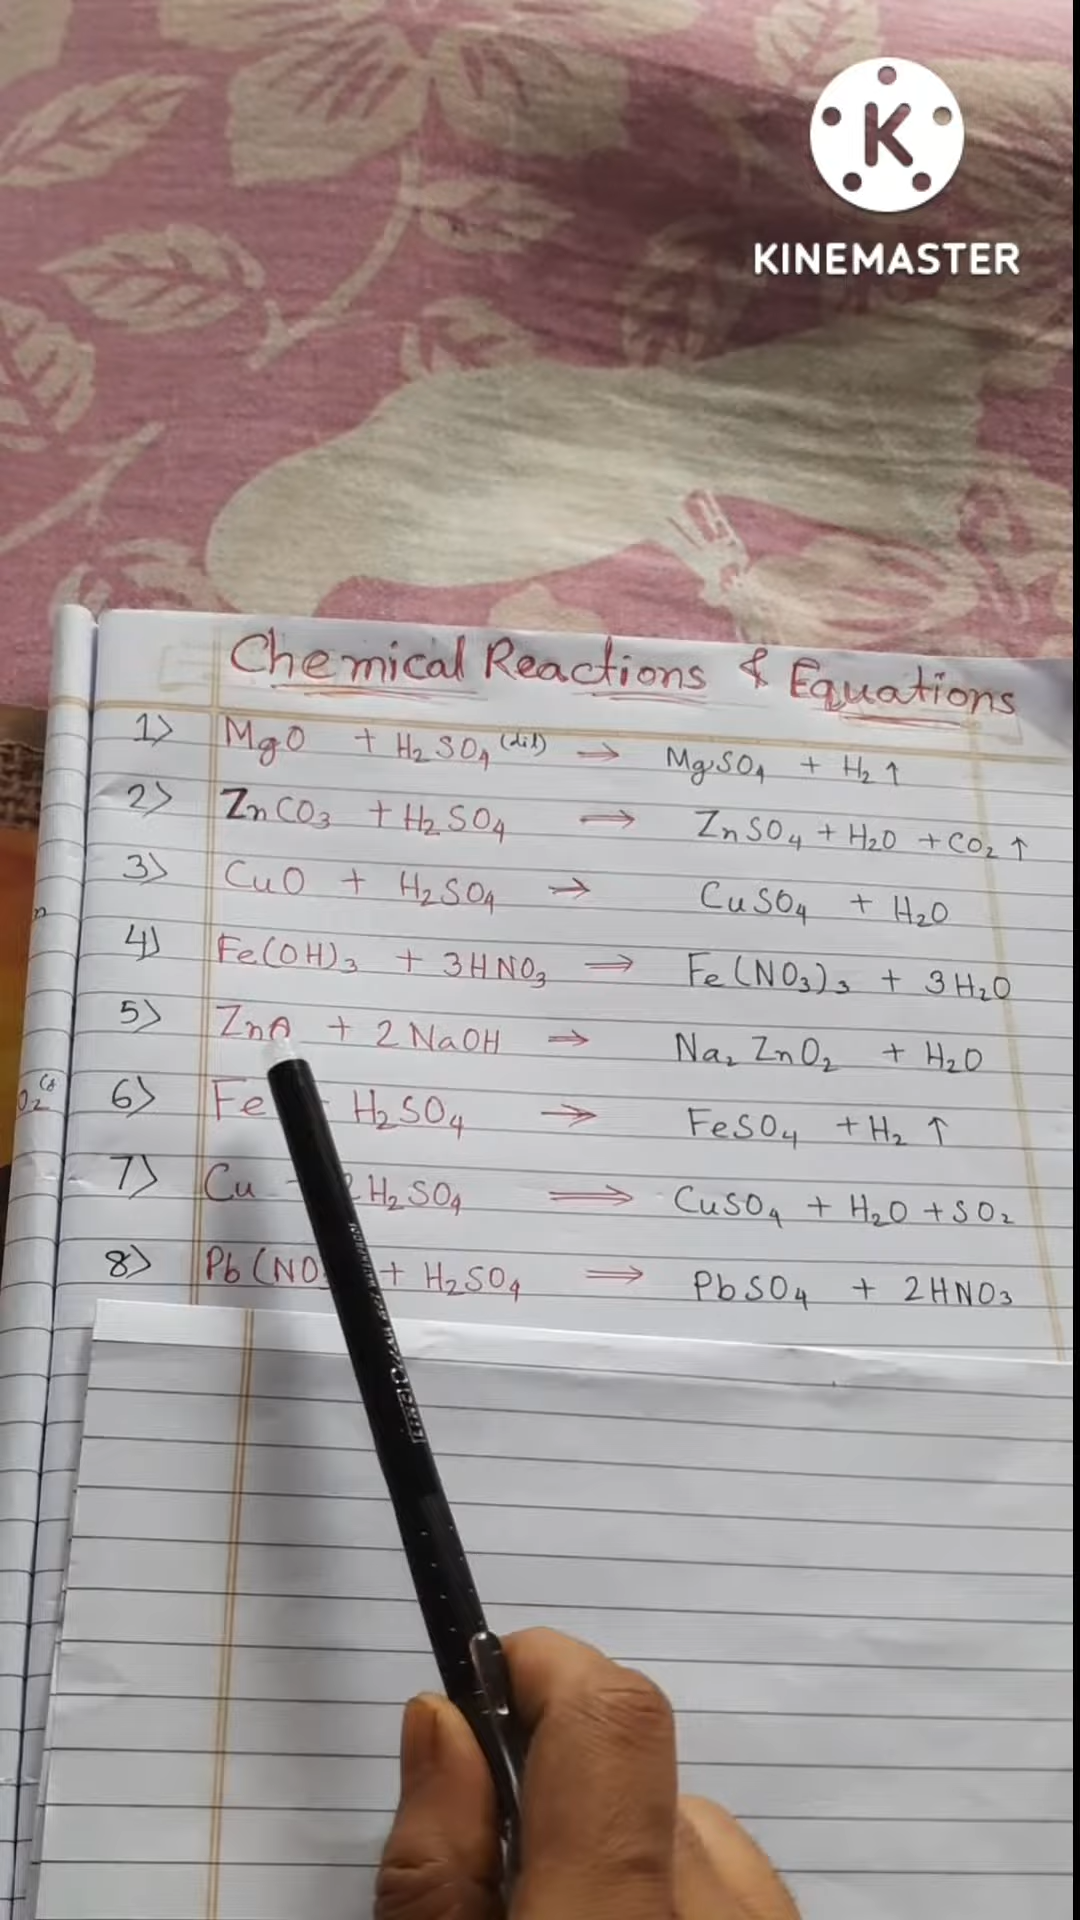 K
KINEMASTER
Chemical Reactions & Equations
1) MgO + H₂SO₄ (dil) → MgSO₄ + H₂ ↑
2) ZnCO₃ + H₂SO₄ → ZnSO₄ + H₂O + CO₂ ↑
3) CuO + H₂SO₄ → CuSO₄ + H₂O
4) Fe(OH)₃ + 3HNO₃ → Fe(NO₃)₃ + 3H₂O
5) Zn + 2NaOH → Na₂ZnO₂ + H₂O
6) Fe H₂SO₄ → FeSO₄ + H₂ ↑
7) Cu H₂SO₄ ⟹ CuSO₄ + H₂O + SO₂
8) Pb(NO + H₂SO₄ ⟹ PbSO₄ + 2HNO₃